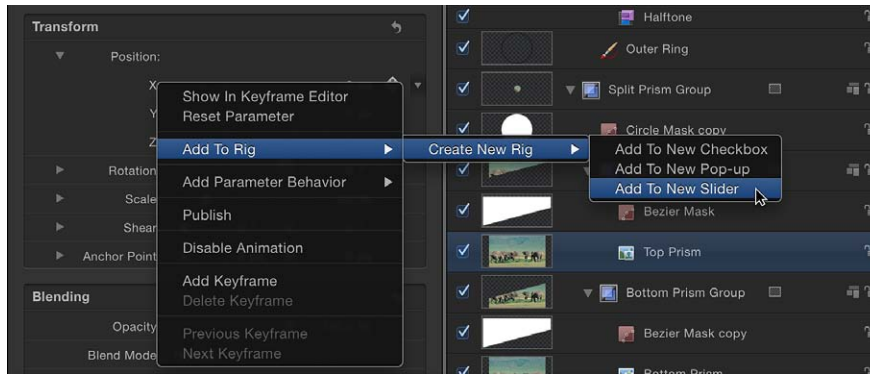 Transform
Position:
X
Y
Z
Rotation
Scale
Shear
Anchor Point
Blending
Opacity
Blend Mode
Show In Keyframe Editor
Reset Parameter
Add To Rig
Add Parameter Behavior
Publish
Disable Animation
Add Keyframe
Delete Keyframe
Previous Keyframe
Next Keyframe
Create New Rig
Add To New Checkbox
Add To New Pop-up
Add To New Slider
Halftone
Outer Ring
Split Prism Group
Circle Mask copy
Bezier Mask
Top Prism
Bottom Prism Group
Bezier Mask copy
Bottom Prism